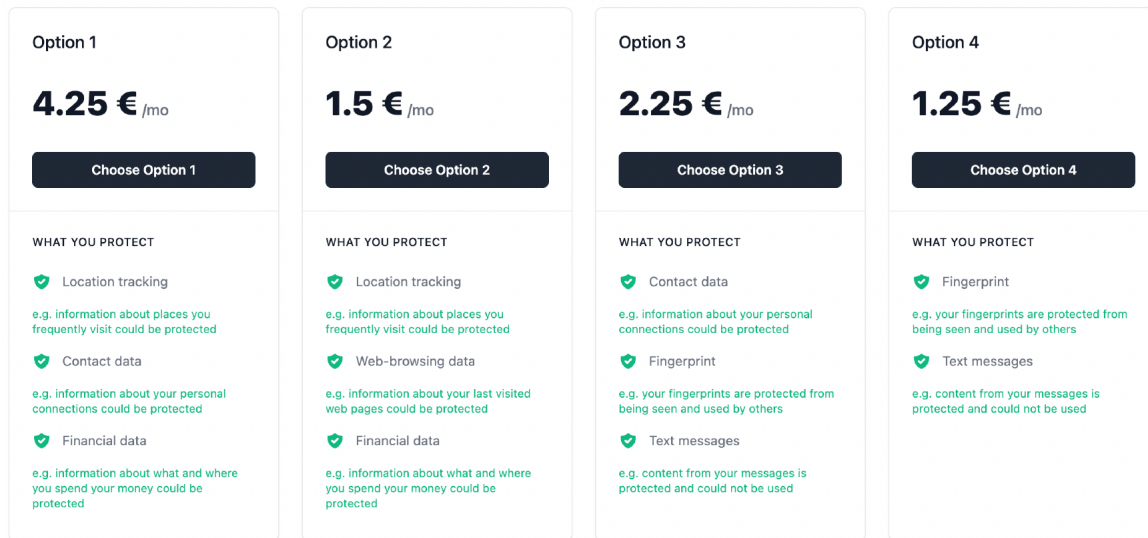 Option 1
4.25 € /mo
Choose Option 1
WHAT YOU PROTECT
Location tracking
e.g. information about places you
frequently visit could be protected
Contact data
e.g. information about your personal
connections could be protected
Financial data
e.g. information about what and where
you spend your money could be
protected
Option 2
1.5 € /mo
Choose Option 2
WHAT YOU PROTECT
Location tracking
e.g. information about places you
frequently visit could be protected
Web-browsing data
e.g. information about your last visited
web pages could be protected
Financial data
e.g. information about what and where
you spend your money could be
protected
Option 3
2.25 € /mo
Choose Option 3
WHAT YOU PROTECT
Contact data
e.g. information about your personal
connections could be protected
Fingerprint
e.g. your fingerprints are protected from
being seen and used by others
Text messages
e.g. content from your messages is
protected and could not be used
Option 4
1.25 € /mo
Choose Option 4
WHAT YOU PROTECT
Fingerprint
e.g. your fingerprints are protected from
being seen and used by others
Text messages
e.g. content from your messages is
protected and could not be used